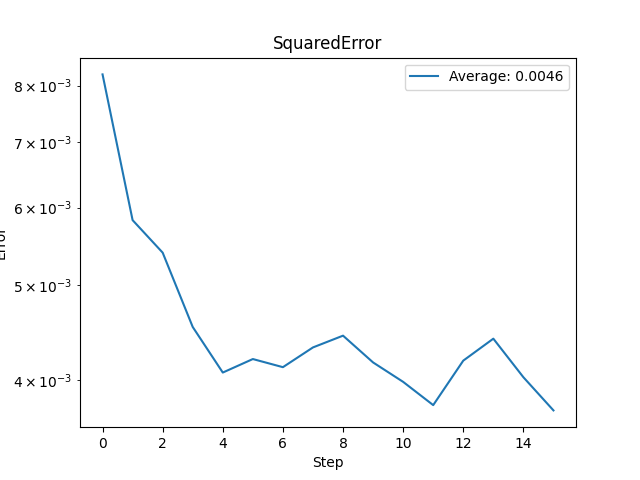 SquaredError
Average: 0.0046
8 × 10⁻³
7 × 10⁻³
6 × 10⁻³
5 × 10⁻³
4 × 10⁻³
Error
0 2 4 6 8 10 12 14
Step